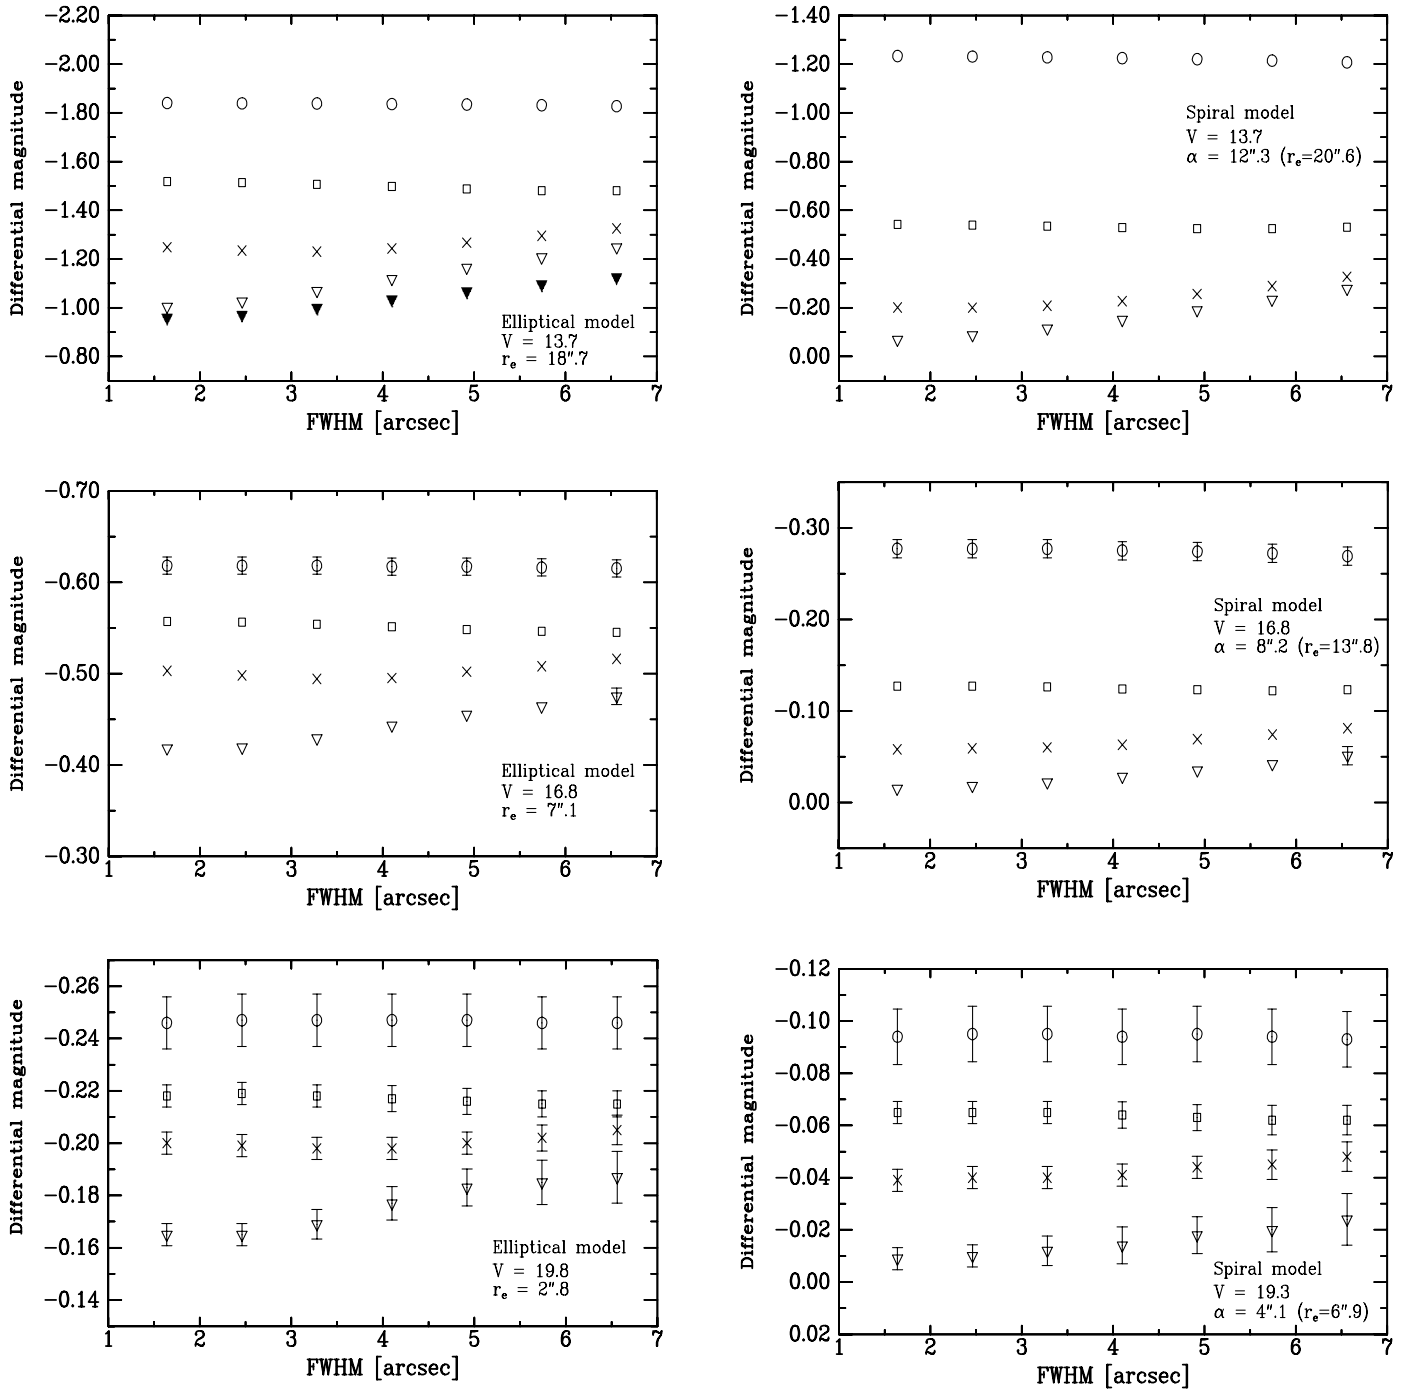 Differential magnitude
−2.20
−2.00
−1.80
−1.60
−1.40
−1.20
−1.00
−0.80
Elliptical model
V = 13.7
rₑ = 18″.7
1 2 3 4 5 6 7
FWHM [arcsec]
Differential magnitude
−1.40
−1.20
−1.00
−0.80
−0.60
−0.40
−0.20
0.00
Spiral model
V = 13.7
α = 12″.3 (rₑ=20″.6)
1 2 3 4 5 6 7
FWHM [arcsec]
Differential magnitude
−0.70
−0.60
−0.50
−0.40
−0.30
Elliptical model
V = 16.8
rₑ = 7″.1
1 2 3 4 5 6 7
FWHM [arcsec]
Differential magnitude
−0.30
−0.20
−0.10
0.00
Spiral model
V = 16.8
α = 8″.2 (rₑ=13″.8)
1 2 3 4 5 6 7
FWHM [arcsec]
Differential magnitude
−0.26
−0.24
−0.22
−0.20
−0.18
−0.16
−0.14
Elliptical model
V = 19.8
rₑ = 2″.8
1 2 3 4 5 6 7
FWHM [arcsec]
Differential magnitude
−0.12
−0.10
−0.08
−0.06
−0.04
−0.02
0.00
0.02
Spiral model
V = 19.3
α = 4″.1 (rₑ=6″.9)
1 2 3 4 5 6 7
FWHM [arcsec]